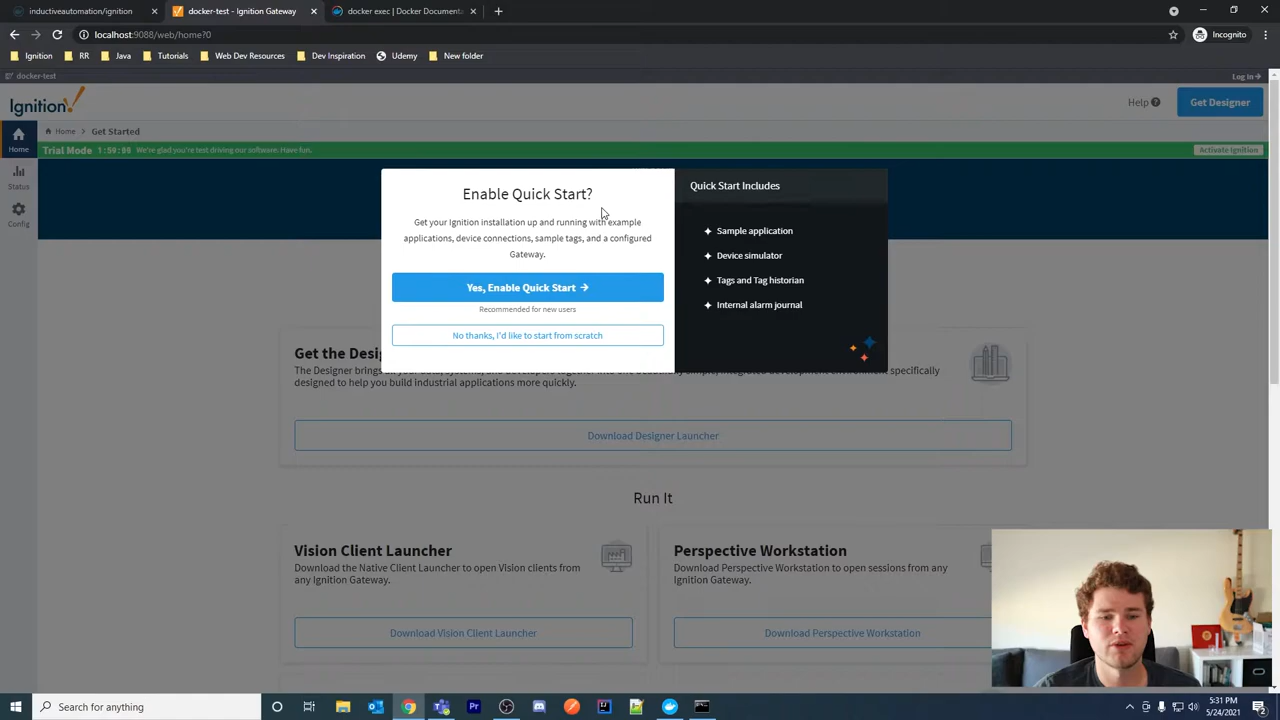 inductiveautomation/ignition
docker-test - Ignition Gateway
docker exec | Docker Documenta
localhost:9088/web/home?0
Incognito
Ignition
RR
Java
Tutorials
Web Dev Resources
Dev Inspiration
Udemy
New folder
docker-test
Log in
Ignition!
Help
Get Designer
Home
Home > Get Started
Trial Mode 1:59:06 We're glad you're test driving our software. Have fun.
Activate Ignition
Status
Config
Enable Quick Start?
Get your Ignition installation up and running with example
applications, device connections, sample tags, and a configured
Gateway.
Yes, Enable Quick Start
Recommended for new users
No thanks, I'd like to start from scratch
Quick Start Includes
Sample application
Device simulator
Tags and Tag historian
Internal alarm journal
Get the Desig
The Designer brings
specifically
designed to help you build industrial applications more quickly.
Download Designer Launcher
Run It
Vision Client Launcher
Download the Native Client Launcher to open Vision clients from
any Ignition Gateway.
Download Vision Client Launcher
Perspective Workstation
Download Perspective Workstation to open sessions from any
Ignition Gateway.
Download Perspective Workstation
Search for anything
5:31 PM
5/24/2021